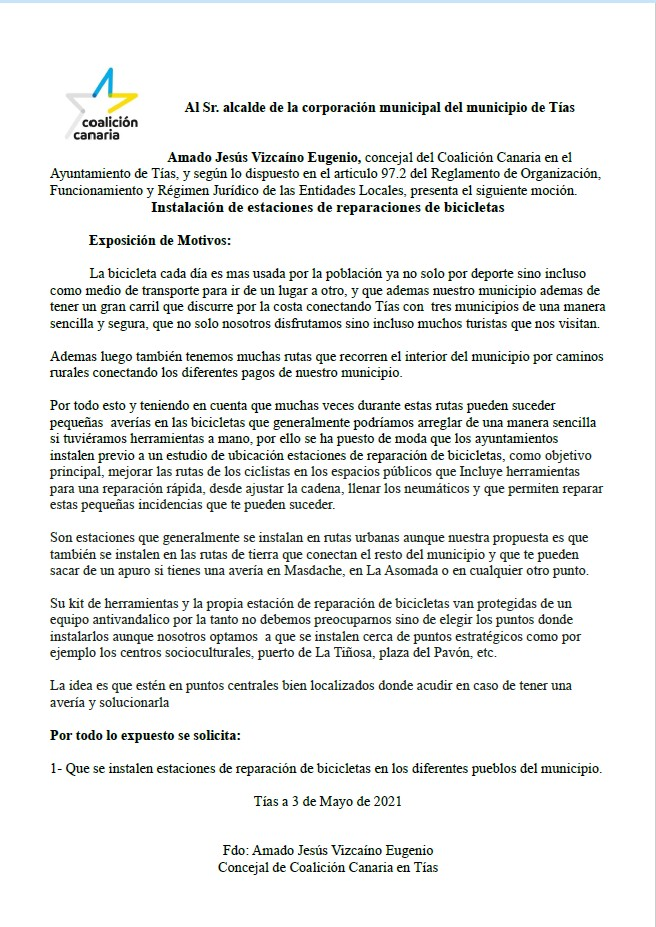 coalición
canaria
Al Sr. alcalde de la corporación municipal del municipio de Tías
Amado Jesús Vizcaíno Eugenio, concejal del Coalición Canaria en el
Ayuntamiento de Tías, y según lo dispuesto en el articulo 97.2 del Reglamento de Organización,
Funcionamiento y Régimen Jurídico de las Entidades Locales, presenta el siguiente moción.
Instalación de estaciones de reparaciones de bicicletas
Exposición de Motivos:
La bicicleta cada día es mas usada por la población ya no solo por deporte sino incluso
como medio de transporte para ir de un lugar a otro, y que ademas nuestro municipio ademas de
tener un gran carril que discurre por la costa conectando Tías con tres municipios de una manera
sencilla y segura, que no solo nosotros disfrutamos sino incluso muchos turistas que nos visitan.
Ademas luego también tenemos muchas rutas que recorren el interior del municipio por caminos
rurales conectando los diferentes pagos de nuestro municipio.
Por todo esto y teniendo en cuenta que muchas veces durante estas rutas pueden suceder
pequeñas averías en las bicicletas que generalmente podríamos arreglar de una manera sencilla
si tuviéramos herramientas a mano, por ello se ha puesto de moda que los ayuntamientos
instalen previo a un estudio de ubicación estaciones de reparación de bicicletas, como objetivo
principal, mejorar las rutas de los ciclistas en los espacios públicos que Incluye herramientas
para una reparación rápida, desde ajustar la cadena, llenar los neumáticos y que permiten reparar
estas pequeñas incidencias que te pueden suceder.
Son estaciones que generalmente se instalan en rutas urbanas aunque nuestra propuesta es que
también se instalen en las rutas de tierra que conectan el resto del municipio y que te pueden
sacar de un apuro si tienes una avería en Masdache, en La Asomada o en cualquier otro punto.
Su kit de herramientas y la propia estación de reparación de bicicletas van protegidas de un
equipo antivandalico por la tanto no debemos preocuparnos sino de elegir los puntos donde
instalarlos aunque nosotros optamos a que se instalen cerca de puntos estratégicos como por
ejemplo los centros socioculturales, puerto de La Tiñosa, plaza del Pavón, etc.
La idea es que estén en puntos centrales bien localizados donde acudir en caso de tener una
avería y solucionarla
Por todo lo expuesto se solicita:
1- Que se instalen estaciones de reparación de bicicletas en los diferentes pueblos del municipio.
Tías a 3 de Mayo de 2021
Fdo: Amado Jesús Vizcaíno Eugenio
Concejal de Coalición Canaria en Tías